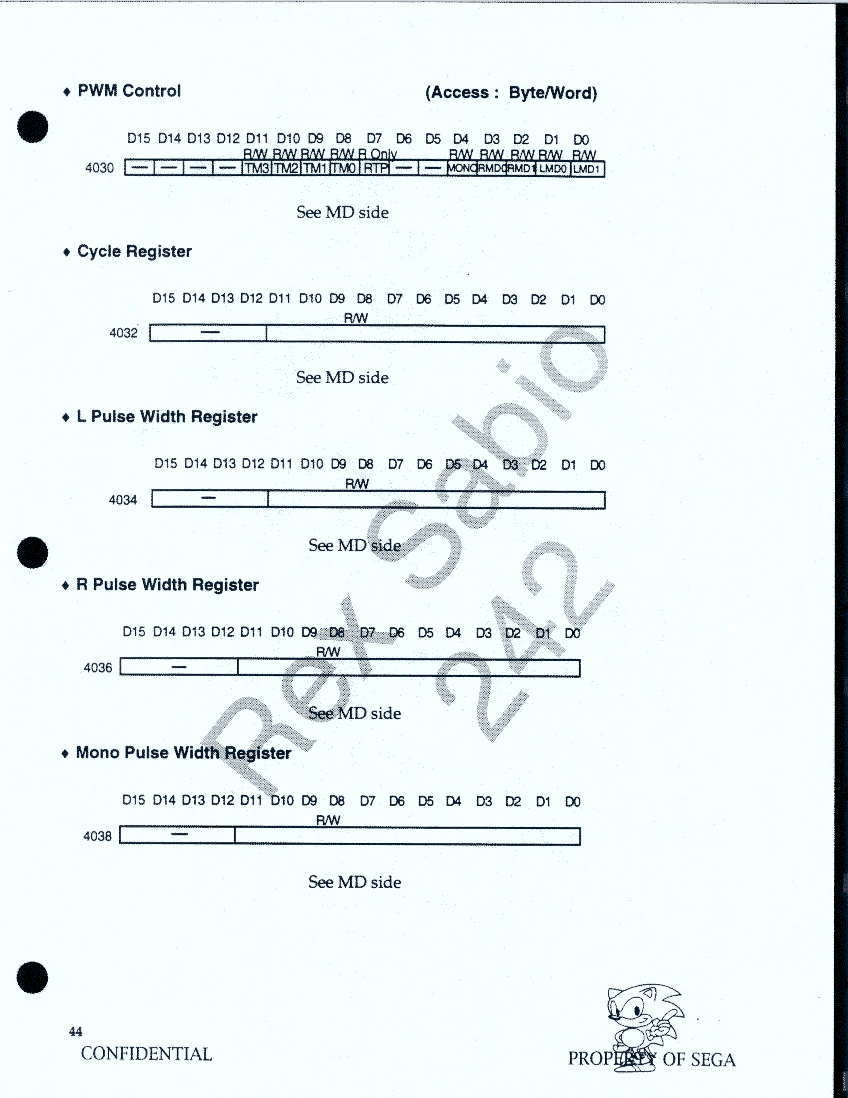 ♦ PWM Control (Access : Byte/Word)
D15 D14 D13 D12 D11 D10 D9 D8 D7 D6 D5 D4 D3 D2 D1 D0
R/W R/W R/W R/W R Only R/W R/W R/W R/W R/W
4030 — — — — TM3 TM2 TM1 TM0 RTP — — MONO RMD0 RMD1 LMD0 LMD1
See MD side
♦ Cycle Register
D15 D14 D13 D12 D11 D10 D9 D8 D7 D6 D5 D4 D3 D2 D1 D0
R/W
4032 —
See MD side
♦ L Pulse Width Register
D15 D14 D13 D12 D11 D10 D9 D8 D7 D6 D5 D4 D3 D2 D1 D0
R/W
4034 —
See MD side
♦ R Pulse Width Register
D15 D14 D13 D12 D11 D10 D9 D8 D7 D6 D5 D4 D3 D2 D1 D0
R/W
4036 —
See MD side
♦ Mono Pulse Width Register
D15 D14 D13 D12 D11 D10 D9 D8 D7 D6 D5 D4 D3 D2 D1 D0
R/W
4038 —
See MD side
Rex Sabio
242
44
CONFIDENTIAL
PROPERTY OF SEGA